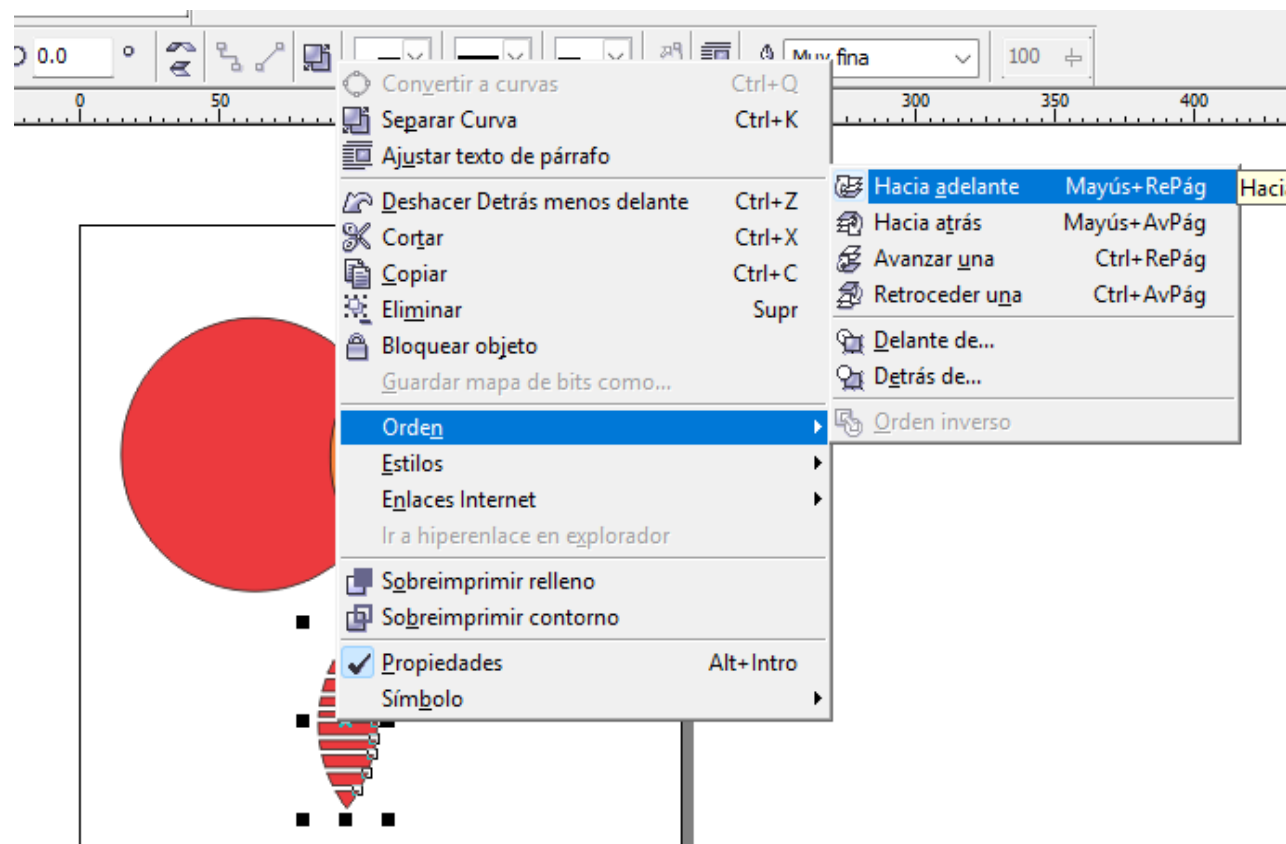 0.0 °
Muy fina
100
0 50 300 350 400
Convertir a curvas Ctrl+Q
Separar Curva Ctrl+K
Ajustar texto de párrafo
Deshacer Detrás menos delante Ctrl+Z
Cortar Ctrl+X
Copiar Ctrl+C
Eliminar Supr
Bloquear objeto
Guardar mapa de bits como...
Orden
Estilos
Enlaces Internet
Ir a hiperenlace en explorador
Sobreimprimir relleno
Sobreimprimir contorno
Propiedades Alt+Intro
Símbolo
Hacia adelante Mayús+RePág
Hacia atrás Mayús+AvPág
Avanzar una Ctrl+RePág
Retroceder una Ctrl+AvPág
Delante de...
Detrás de...
Orden inverso